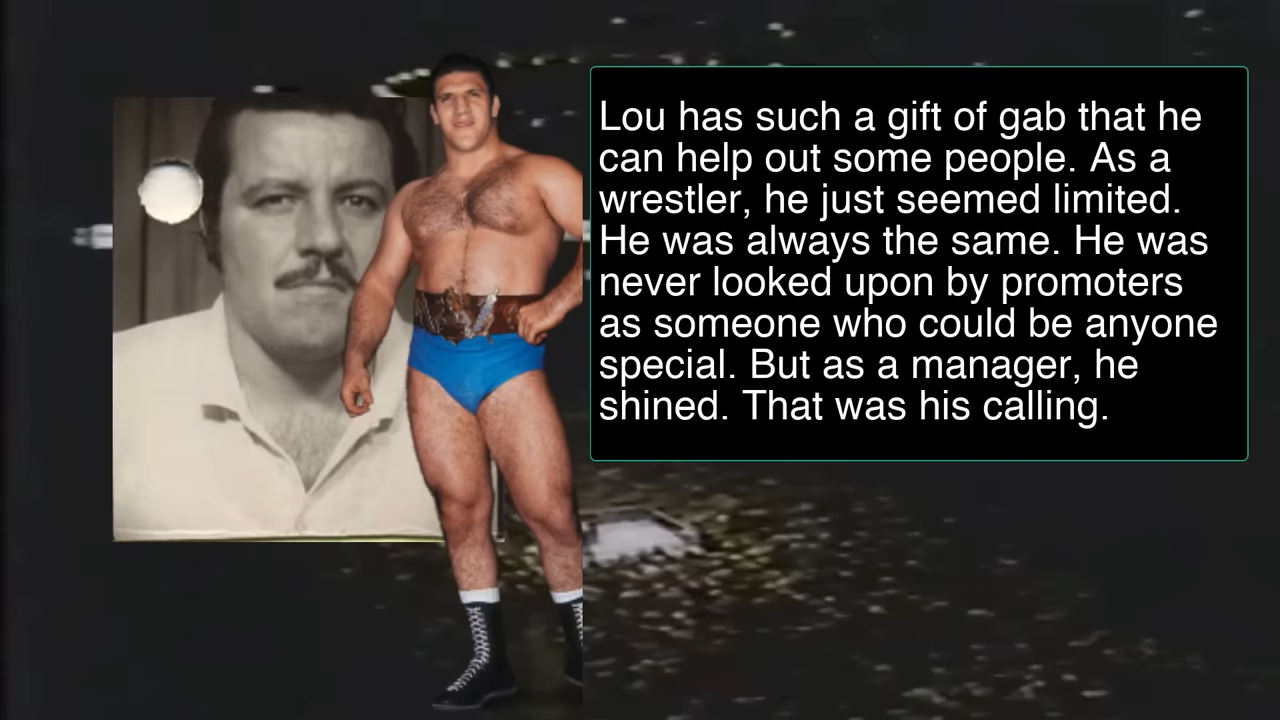 Lou has such a gift of gab that he
can help out some people. As a
wrestler, he just seemed limited.
He was always the same. He was
never looked upon by promoters
as someone who could be anyone
special. But as a manager, he
shined. That was his calling.